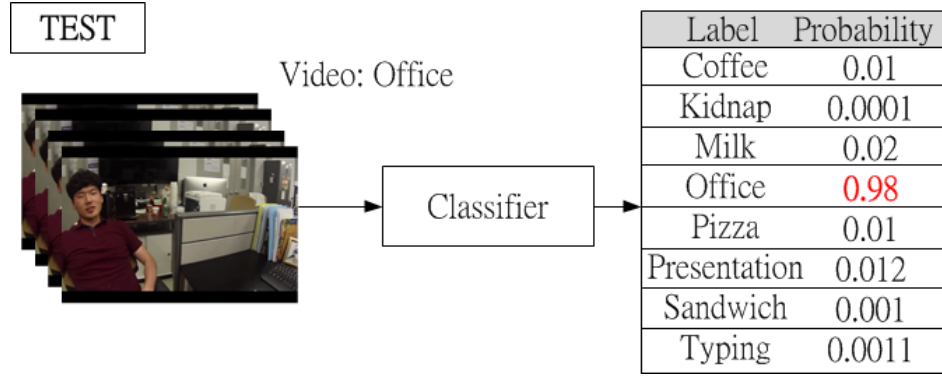 TEST
Video: Office
Classifier
Label Probability
Coffee 0.01
Kidnap 0.0001
Milk 0.02
Office 0.98
Pizza 0.01
Presentation 0.012
Sandwich 0.001
Typing 0.0011